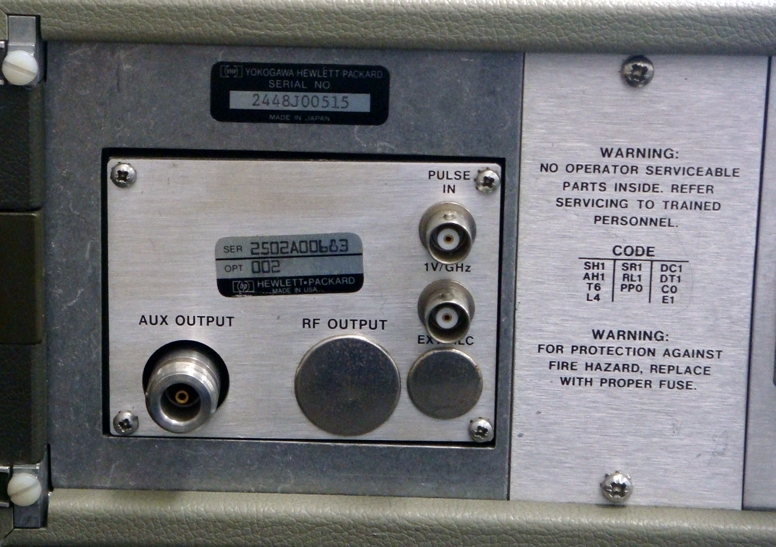 hp YOKOGAWA HEWLETT·PACKARD
SERIAL NO
2448J00515
MADE IN JAPAN
PULSE
IN
SER 2502A00683
OPT 002
hp HEWLETT·PACKARD
MADE IN U.S.A.
1V/GHz
AUX OUTPUT
RF OUTPUT
WARNING:
NO OPERATOR SERVICEABLE
PARTS INSIDE. REFER
SERVICING TO TRAINED
PERSONNEL.
CODE
SH1 SR1 DC1
AH1 RL1 DT1
T6 PP0 C0
L4 E1
WARNING:
FOR PROTECTION AGAINST
FIRE HAZARD, REPLACE
WITH PROPER FUSE.